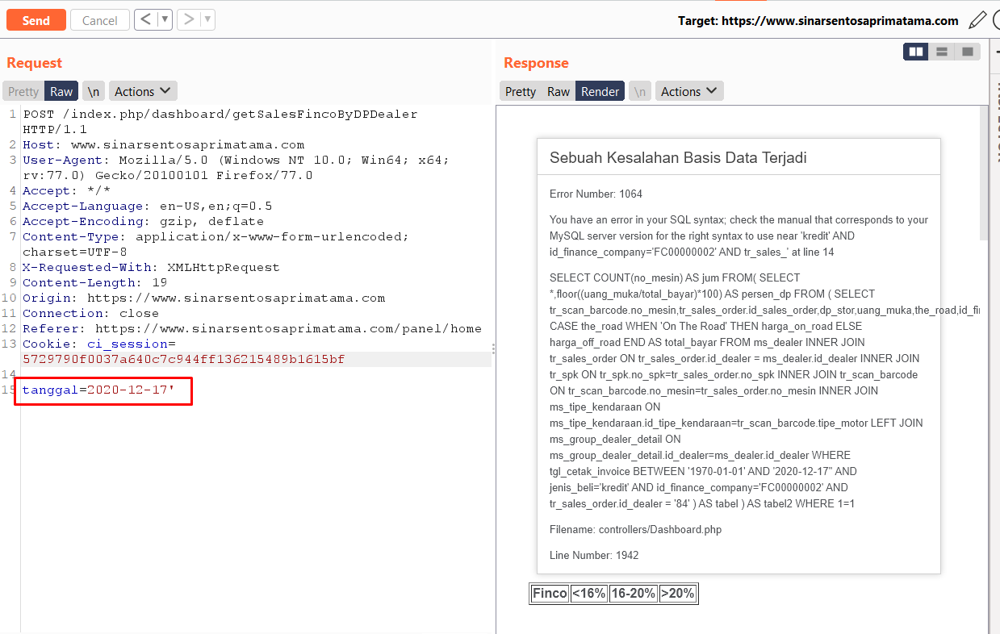 Send Cancel < ▼ > ▼ Target: https://www.sinarsentosaprimatama.com
Request
Pretty Raw \n Actions
1 POST /index.php/dashboard/getSalesFincoByDPDealer
HTTP/1.1
2 Host: www.sinarsentosaprimatama.com
3 User-Agent: Mozilla/5.0 (Windows NT 10.0; Win64; x64;
rv:77.0) Gecko/20100101 Firefox/77.0
4 Accept: */*
5 Accept-Language: en-US,en;q=0.5
6 Accept-Encoding: gzip, deflate
7 Content-Type: application/x-www-form-urlencoded;
charset=UTF-8
8 X-Requested-With: XMLHttpRequest
9 Content-Length: 19
10 Origin: https://www.sinarsentosaprimatama.com
11 Connection: close
12 Referer: https://www.sinarsentosaprimatama.com/panel/home
13 Cookie: ci_session=
5729790f0037a640c7c944ff136215489b1615bf
14
15 tanggal=2020-12-17'
Response
Pretty Raw Render \n Actions
Sebuah Kesalahan Basis Data Terjadi
Error Number: 1064
You have an error in your SQL syntax; check the manual that corresponds to your
MySQL server version for the right syntax to use near 'kredit' AND
id_finance_company='FC00000002' AND tr_sales_' at line 14
SELECT COUNT(no_mesin) AS jum FROM( SELECT
*,floor((uang_muka/total_bayar)*100) AS persen_dp FROM ( SELECT
tr_scan_barcode.no_mesin,tr_sales_order.id_sales_order,dp_stor,uang_muka,the_road,id_fi
CASE the_road WHEN 'On The Road' THEN harga_on_road ELSE
harga_off_road END AS total_bayar FROM ms_dealer INNER JOIN
tr_sales_order ON tr_sales_order.id_dealer = ms_dealer.id_dealer INNER JOIN
tr_spk ON tr_spk.no_spk=tr_sales_order.no_spk INNER JOIN tr_scan_barcode
ON tr_scan_barcode.no_mesin=tr_sales_order.no_mesin INNER JOIN
ms_tipe_kendaraan ON
ms_tipe_kendaraan.id_tipe_kendaraan=tr_scan_barcode.tipe_motor LEFT JOIN
ms_group_dealer_detail ON
ms_group_dealer_detail.id_dealer=ms_dealer.id_dealer WHERE
tgl_cetak_invoice BETWEEN '1970-01-01' AND '2020-12-17'' AND
jenis_beli='kredit' AND id_finance_company='FC00000002' AND
tr_sales_order.id_dealer = '84' ) AS tabel ) AS tabel2 WHERE 1=1
Filename: controllers/Dashboard.php
Line Number: 1942
Finco <16% 16-20% >20%